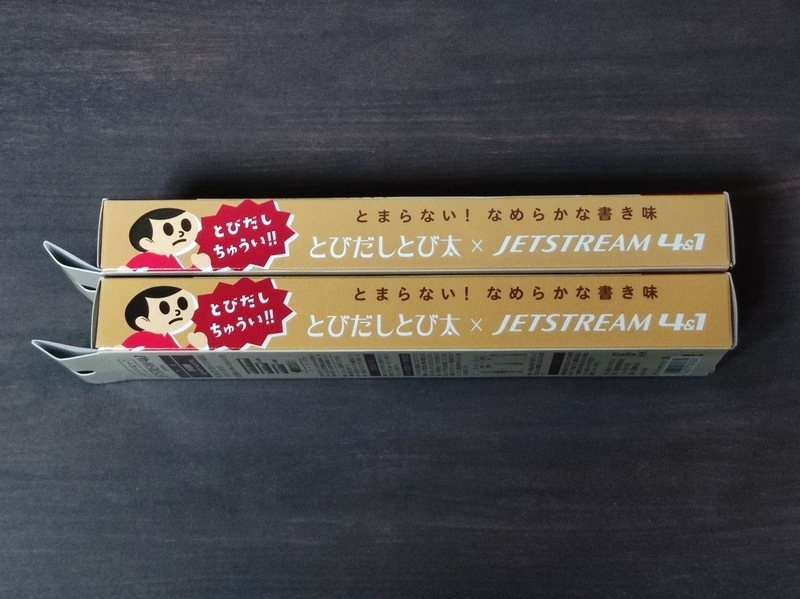 とまらない！なめらかな書き味
とびだし
ちゅうい!!
とびだしとび太 × JETSTREAM 4&1
とまらない！なめらかな書き味
とびだし
ちゅうい!!
とびだしとび太 × JETSTREAM 4&1